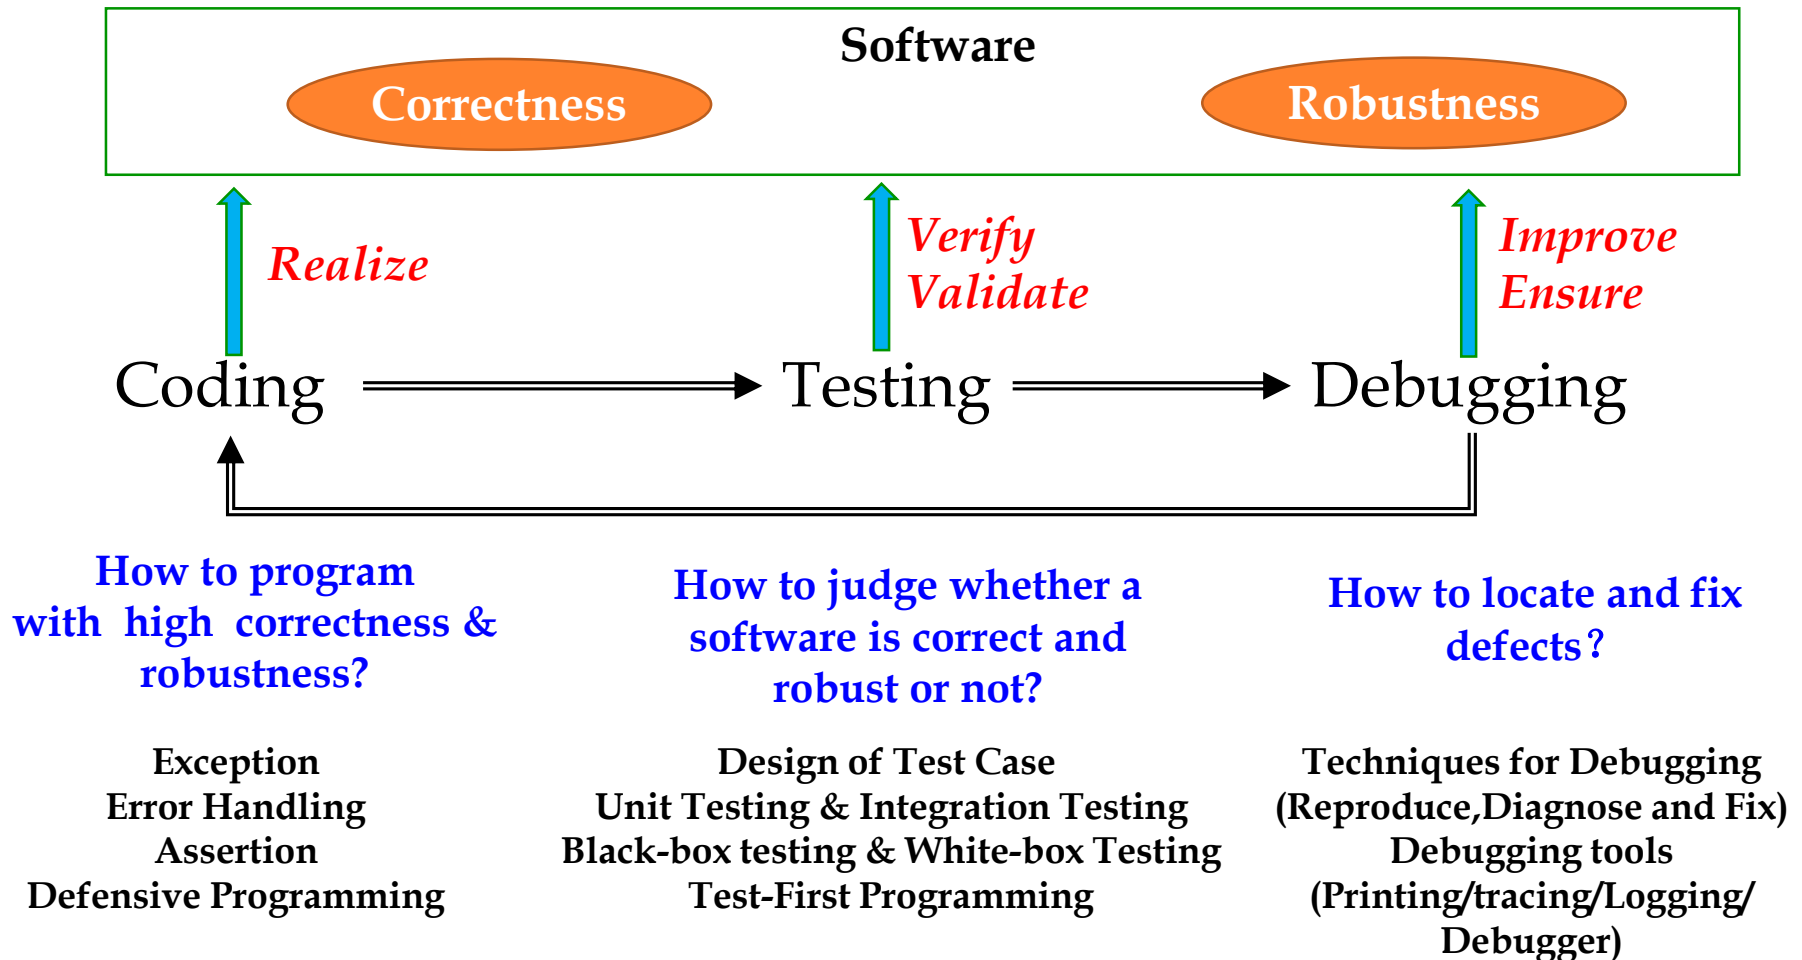 Software
Correctness
Robustness
Realize
Verify
Validate
Improve
Ensure
Coding
Testing
Debugging
How to program
with high correctness &
robustness?
How to judge whether a
software is correct and
robust or not?
How to locate and fix
defects？
Exception
Error Handling
Assertion
Defensive Programming
Design of Test Case
Unit Testing & Integration Testing
Black-box testing & White-box Testing
Test-First Programming
Techniques for Debugging
(Reproduce,Diagnose and Fix)
Debugging tools
(Printing/tracing/Logging/
Debugger)